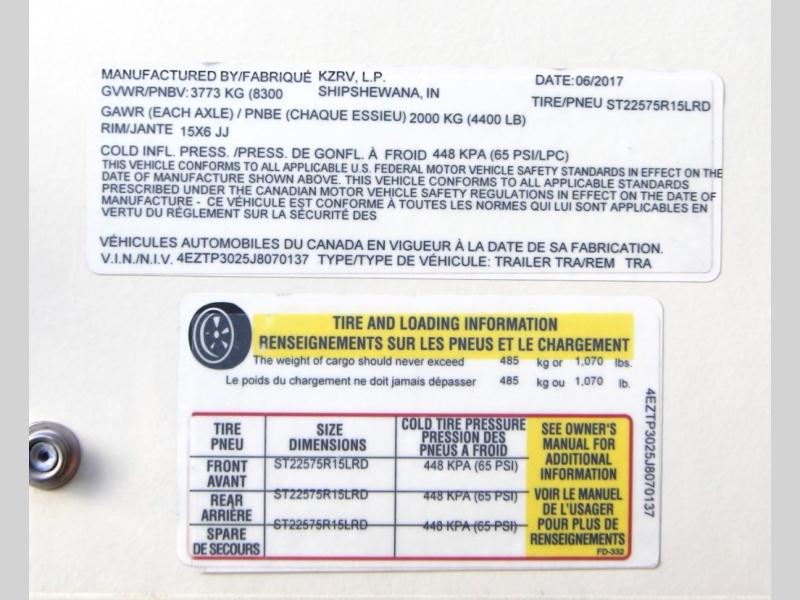 MANUFACTURED BY/FABRIQUÉ KZRV, L.P. DATE:06/2017
GVWR/PNBV: 3773 KG (8300 SHIPSHEWANA, IN TIRE/PNEU ST22575R15LRD
GAWR (EACH AXLE) / PNBE (CHAQUE ESSIEU) 2000 KG (4400 LB)
RIM/JANTE 15X6 JJ
COLD INFL. PRESS. /PRESS. DE GONFL. À FROID 448 KPA (65 PSI/LPC)
THIS VEHICLE CONFORMS TO ALL APPLICABLE U.S. FEDERAL MOTOR VEHICLE SAFETY STANDARDS IN EFFECT ON THE
DATE OF MANUFACTURE SHOWN ABOVE. THIS VEHICLE CONFORMS TO ALL APPLICABLE STANDARDS
PRESCRIBED UNDER THE CANADIAN MOTOR VEHICLE SAFETY REGULATIONS IN EFFECT ON THE DATE OF
MANUFACTURE - CE VÉHICULE EST CONFORME À TOUTES LES NORMES QUI LUI SONT APPLICABLES EN
VERTU DU RÉGLEMENT SUR LA SÉCURITÉ DES
VÉHICULES AUTOMOBILES DU CANADA EN VIGUEUR À LA DATE DE SA FABRICATION.
V.I.N./N.I.V. 4EZTP3025J8070137 TYPE/TYPE DE VÉHICULE: TRAILER TRA/REM TRA
TIRE AND LOADING INFORMATION
RENSEIGNEMENTS SUR LES PNEUS ET LE CHARGEMENT
The weight of cargo should never exceed 485 kg or 1,070 lbs.
Le poids du chargement ne doit jamais dépasser 485 kg ou 1,070 lb.
TIRE
PNEU
SIZE
DIMENSIONS
COLD TIRE PRESSURE
PRESSION DES
PNEUS A FROID
FRONT
AVANT
ST22575R15LRD
448 KPA (65 PSI)
REAR
ARRIÈRE
ST22575R15LRD
448 KPA (65 PSI)
SPARE
DE SECOURS
ST22575R15LRD
448 KPA (65 PSI)
SEE OWNER'S
MANUAL FOR
ADDITIONAL
INFORMATION
VOIR LE MANUEL
DE L'USAGER
POUR PLUS DE
RENSEIGNEMENTS
FD-332
4EZTP3025J8070137